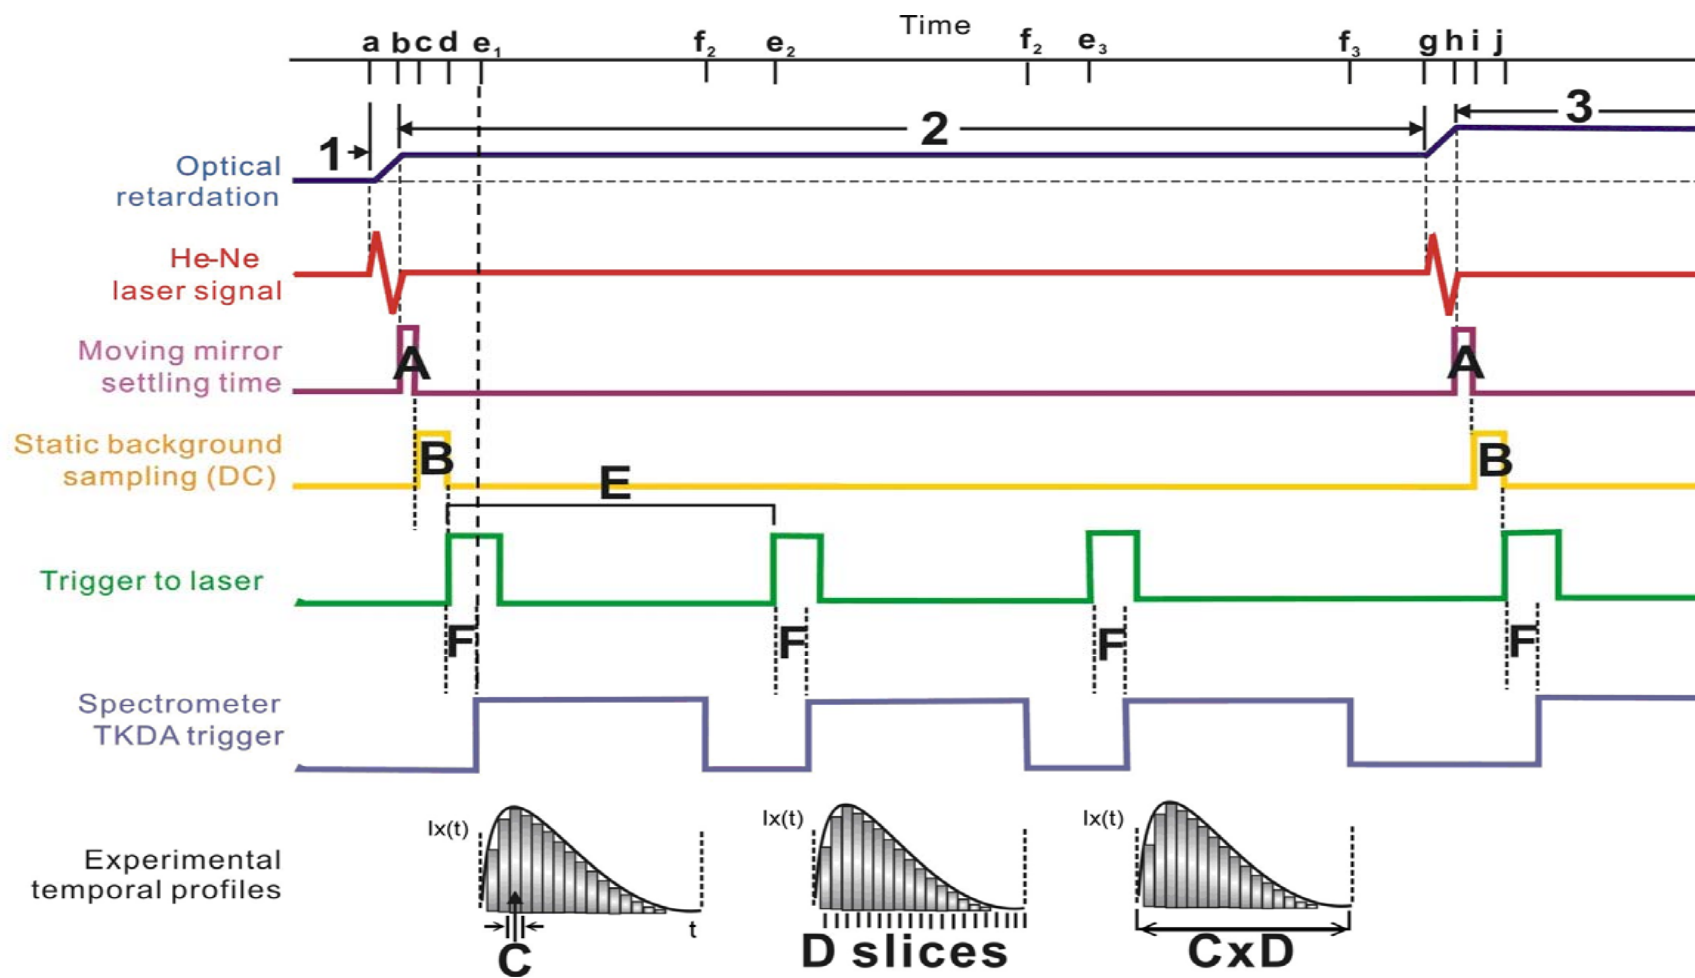 Time
a b c d e₁ f₂ e₂ f₂ e₃ f₃ g h i j
1 2 3
Optical
retardation
He-Ne
laser signal
Moving mirror
settling time
A A
Static background
sampling (DC)
B B
E
Trigger to laser
F F F F
Spectrometer
TKDA trigger
Experimental
temporal profiles
Ix(t) Ix(t) Ix(t)
t
C D slices CxD